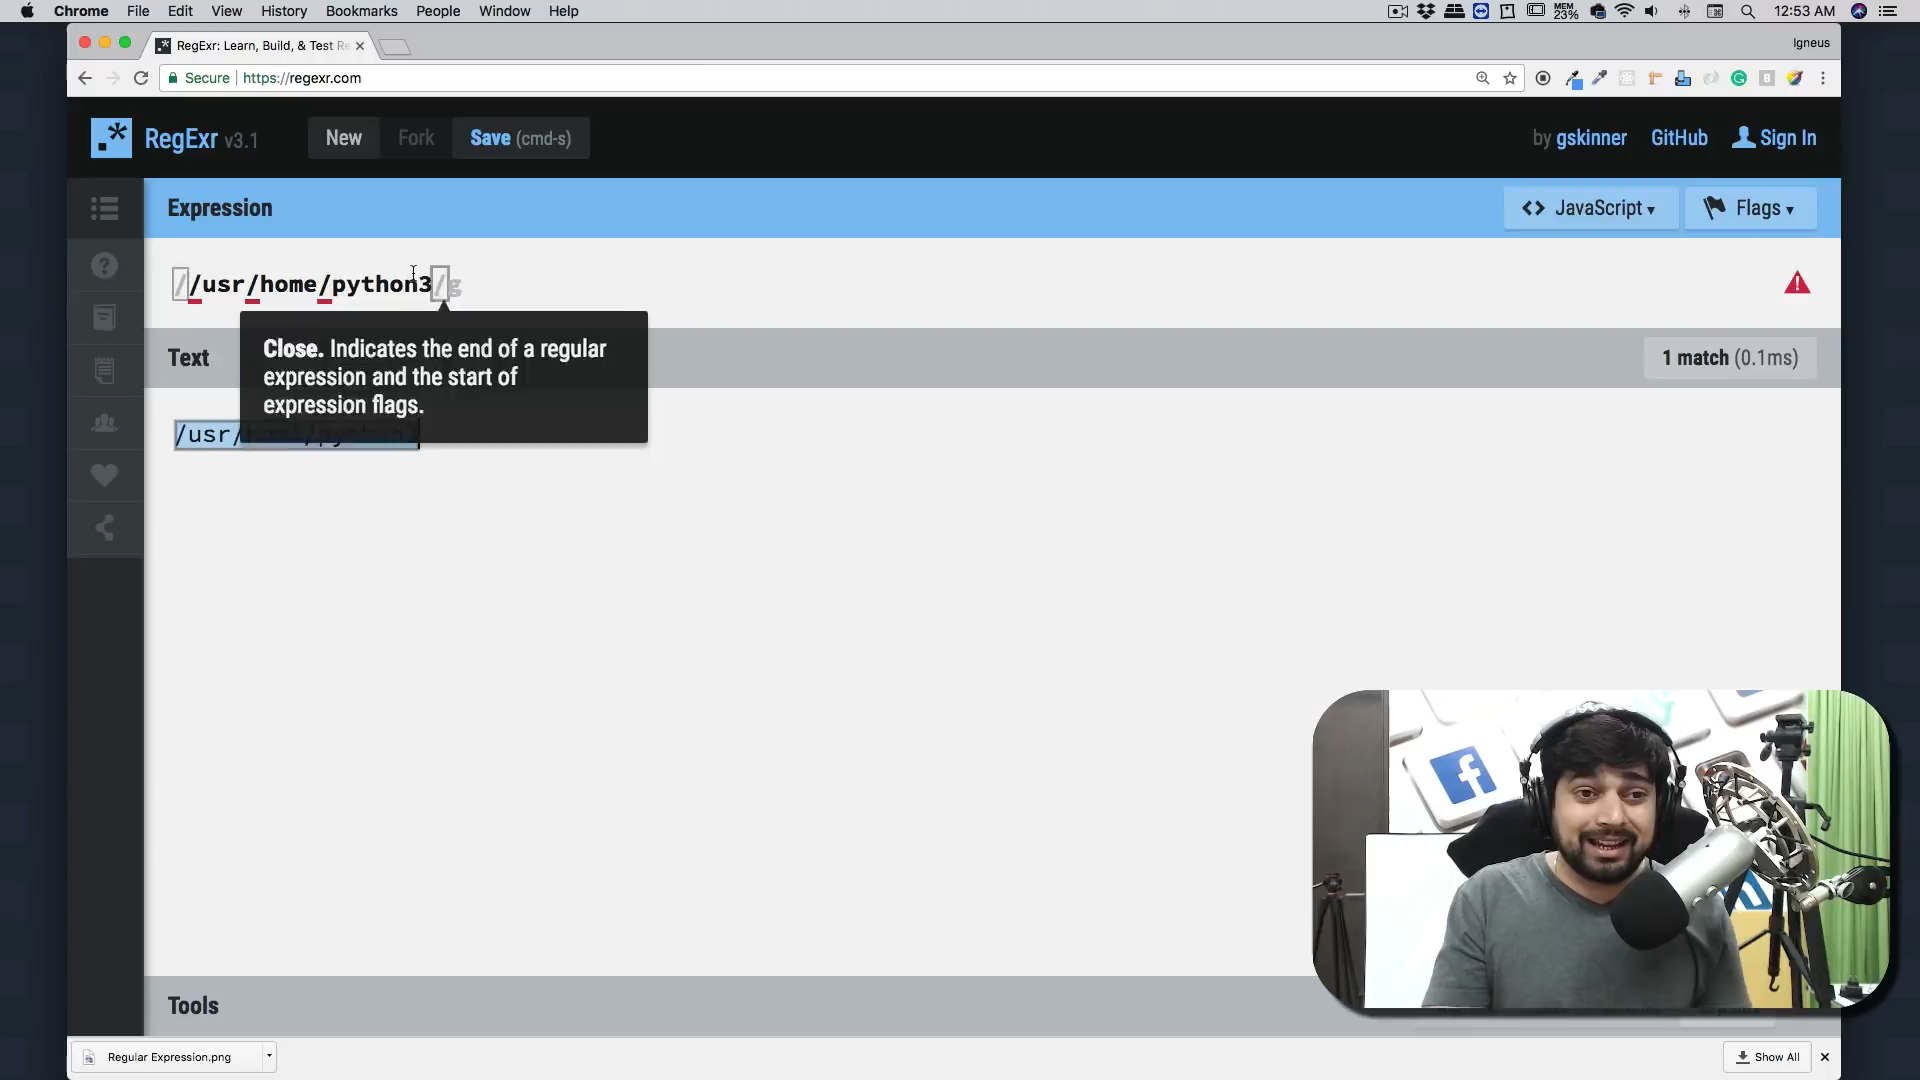 Chrome File Edit View History Bookmarks People Window Help MEM 23% 12:53 AM
RegExr: Learn, Build, & Test Re Igneus
Secure https://regexr.com
RegExr v3.1 New Fork Save (cmd-s) by gskinner GitHub Sign In
Expression <> JavaScript Flags
//usr/home/python3/g
Text 1 match (0.1ms)
Close. Indicates the end of a regular
expression and the start of
expression flags.
/usr/
Tools
Regular Expression.png Show All